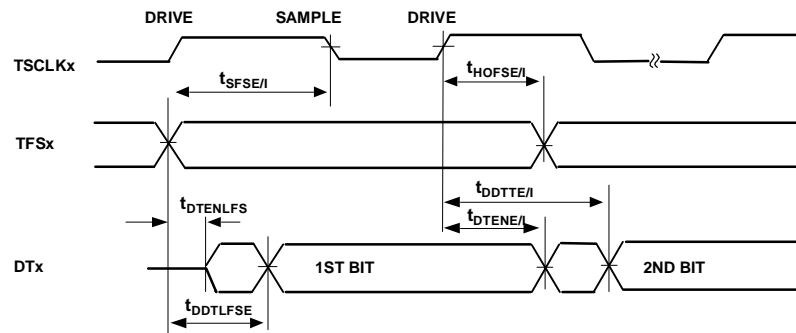 DRIVE SAMPLE DRIVE
TSCLKx
tSFSE/I
tHOFSE/I
TFSx
tDDTTE/I
tDTENLFS
tDTENE/I
DTx
1ST BIT
2ND BIT
tDDTLFSE